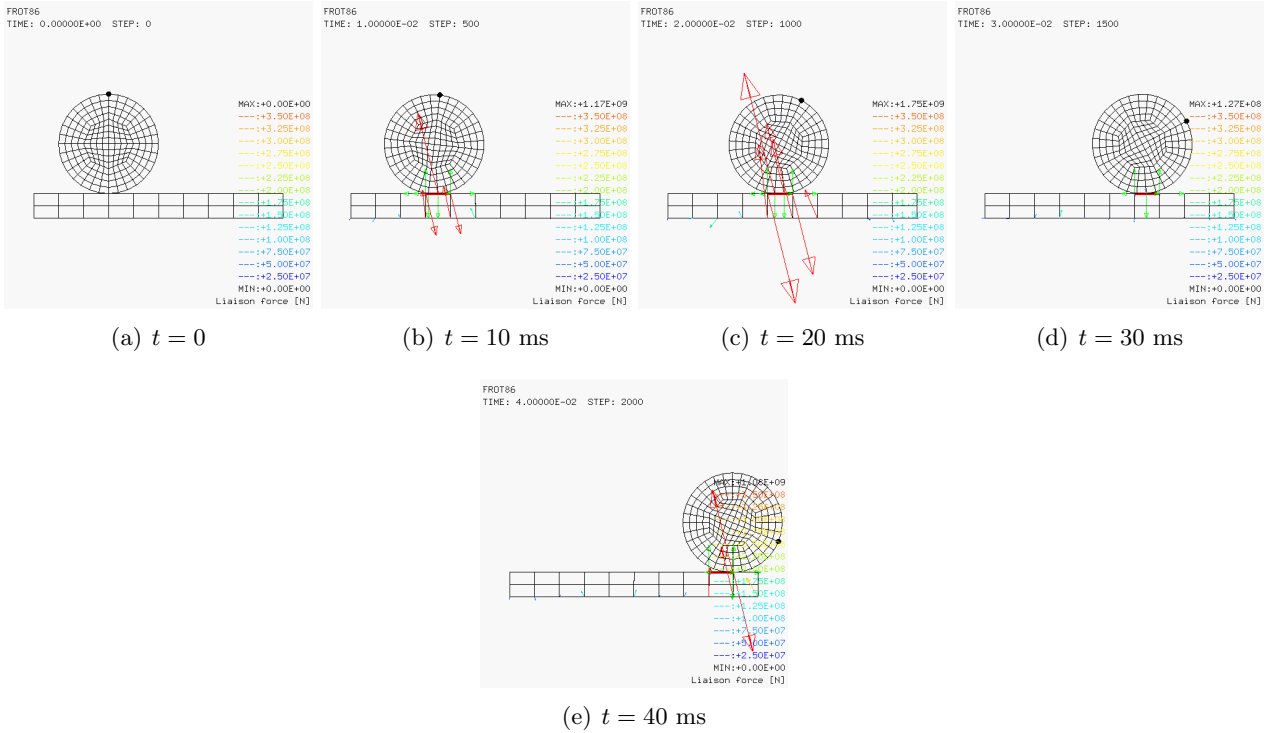 FROT86
TIME: 0.00000E+00 STEP: 0
MAX:+0.00E+00
---:+3.50E+08
---:+3.25E+08
---:+3.00E+08
---:+2.75E+08
---:+2.50E+08
---:+2.25E+08
---:+2.00E+08
---:+1.75E+08
---:+1.50E+08
---:+1.25E+08
---:+1.00E+08
---:+7.50E+07
---:+5.00E+07
---:+2.50E+07
MIN:+0.00E+00
Liaison force [N]
(a) t = 0
FROT86
TIME: 1.00000E-02 STEP: 500
MAX:+1.17E+09
---:+3.50E+08
---:+3.25E+08
---:+3.00E+08
---:+2.75E+08
---:+2.50E+08
---:+2.25E+08
---:+2.00E+08
---:+1.75E+08
---:+1.50E+08
---:+1.25E+08
---:+1.00E+08
---:+7.50E+07
---:+5.00E+07
---:+2.50E+07
MIN:+0.00E+00
Liaison force [N]
(b) t = 10 ms
FROT86
TIME: 2.00000E-02 STEP: 1000
MAX:+1.75E+09
---:+3.50E+08
---:+3.25E+08
---:+3.00E+08
---:+2.75E+08
---:+2.50E+08
---:+2.25E+08
---:+2.00E+08
---:+1.75E+08
---:+1.50E+08
---:+1.25E+08
---:+1.00E+08
---:+7.50E+07
---:+5.00E+07
---:+2.50E+07
MIN:+0.00E+00
Liaison force [N]
(c) t = 20 ms
FROT86
TIME: 3.00000E-02 STEP: 1500
MAX:+1.27E+08
---:+3.50E+08
---:+3.25E+08
---:+3.00E+08
---:+2.75E+08
---:+2.50E+08
---:+2.25E+08
---:+2.00E+08
---:+1.75E+08
---:+1.50E+08
---:+1.25E+08
---:+1.00E+08
---:+7.50E+07
---:+5.00E+07
---:+2.50E+07
MIN:+0.00E+00
Liaison force [N]
(d) t = 30 ms
FROT86
TIME: 4.00000E-02 STEP: 2000
---:+1.75E+08
---:+1.50E+08
---:+1.25E+08
---:+1.00E+08
---:+7.50E+07
---:+5.00E+07
---:+2.50E+07
MIN:+0.00E+00
Liaison force [N]
(e) t = 40 ms